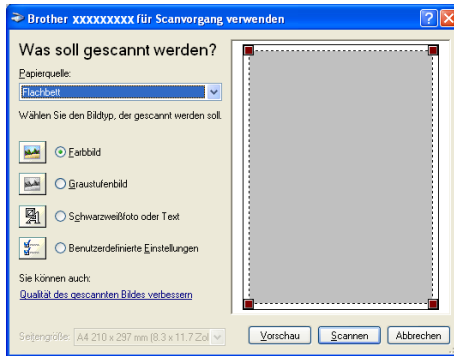 Brother xxxxxxxxx für Scanvorgang verwenden
Was soll gescannt werden?
Papierquelle:
Flachbett
Wählen Sie den Bildtyp, der gescannt werden soll.
Farbbild
Graustufenbild
Schwarzweißfoto oder Text
Benutzerdefinierte Einstellungen
Sie können auch:
Qualität des gescannten Bildes verbessern
Seitengröße: A4 210 x 297 mm (8.3 x 11.7 Zol
Vorschau Scannen Abbrechen